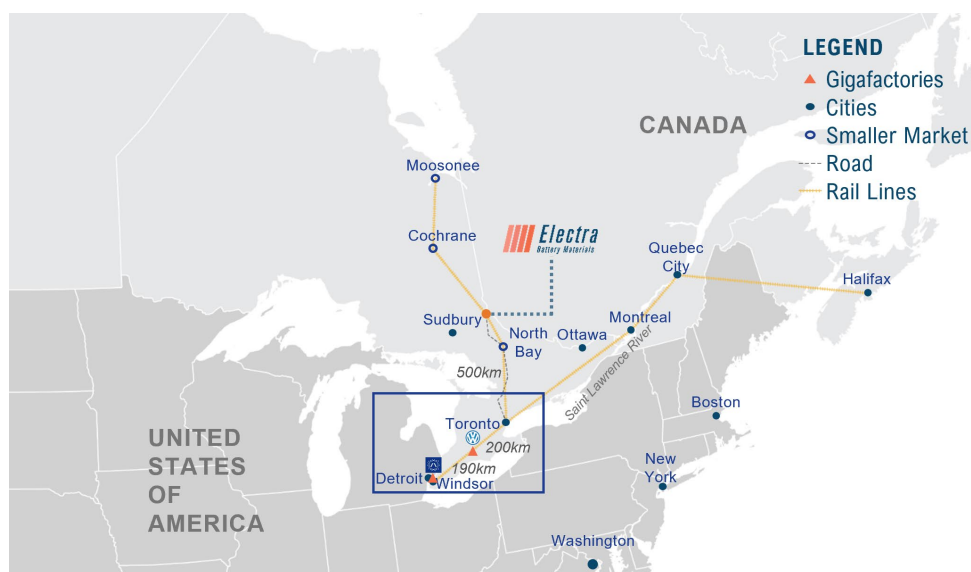 LEGEND
Gigafactories
Cities
Smaller Market
Road
Rail Lines
CANADA
Moosonee
Cochrane
Electra
Battery Materials
Quebec
City
Halifax
Sudbury
North
Bay
Ottawa
Montreal
Saint Lawrence River
500km
Toronto
Boston
200km
190km
Detroit
Windsor
New
York
UNITED
STATES
OF
AMERICA
Washington